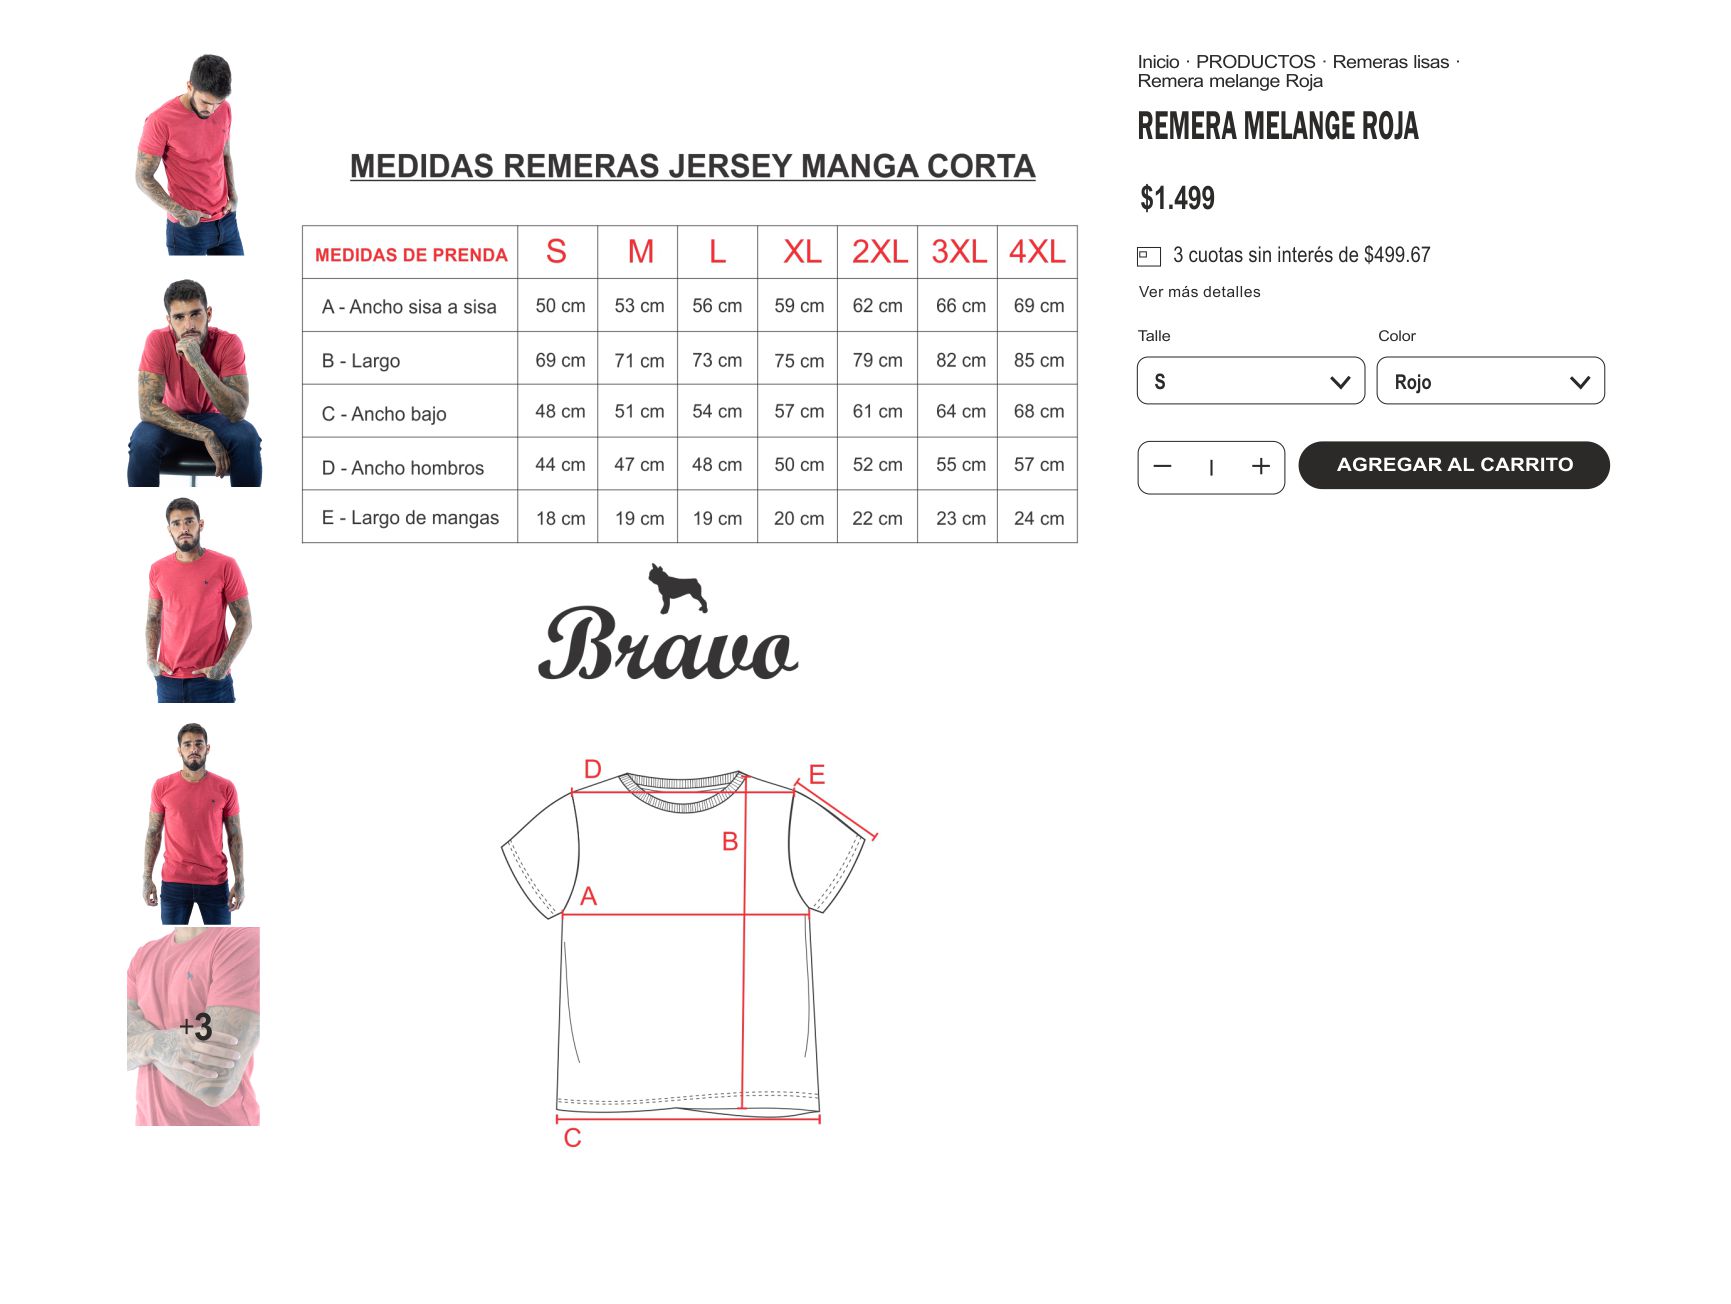 Inicio · PRODUCTOS · Remeras lisas ·
Remera melange Roja
REMERA MELANGE ROJA
$1.499
3 cuotas sin interés de $499.67
Ver más detalles
Talle Color
S Rojo
— 1 + AGREGAR AL CARRITO
MEDIDAS REMERAS JERSEY MANGA CORTA
MEDIDAS DE PRENDA S M L XL 2XL 3XL 4XL
A - Ancho sisa a sisa 50 cm 53 cm 56 cm 59 cm 62 cm 66 cm 69 cm
B - Largo 69 cm 71 cm 73 cm 75 cm 79 cm 82 cm 85 cm
C - Ancho bajo 48 cm 51 cm 54 cm 57 cm 61 cm 64 cm 68 cm
D - Ancho hombros 44 cm 47 cm 48 cm 50 cm 52 cm 55 cm 57 cm
E - Largo de mangas 18 cm 19 cm 19 cm 20 cm 22 cm 23 cm 24 cm
Bravo
D E
B
A
C
+3